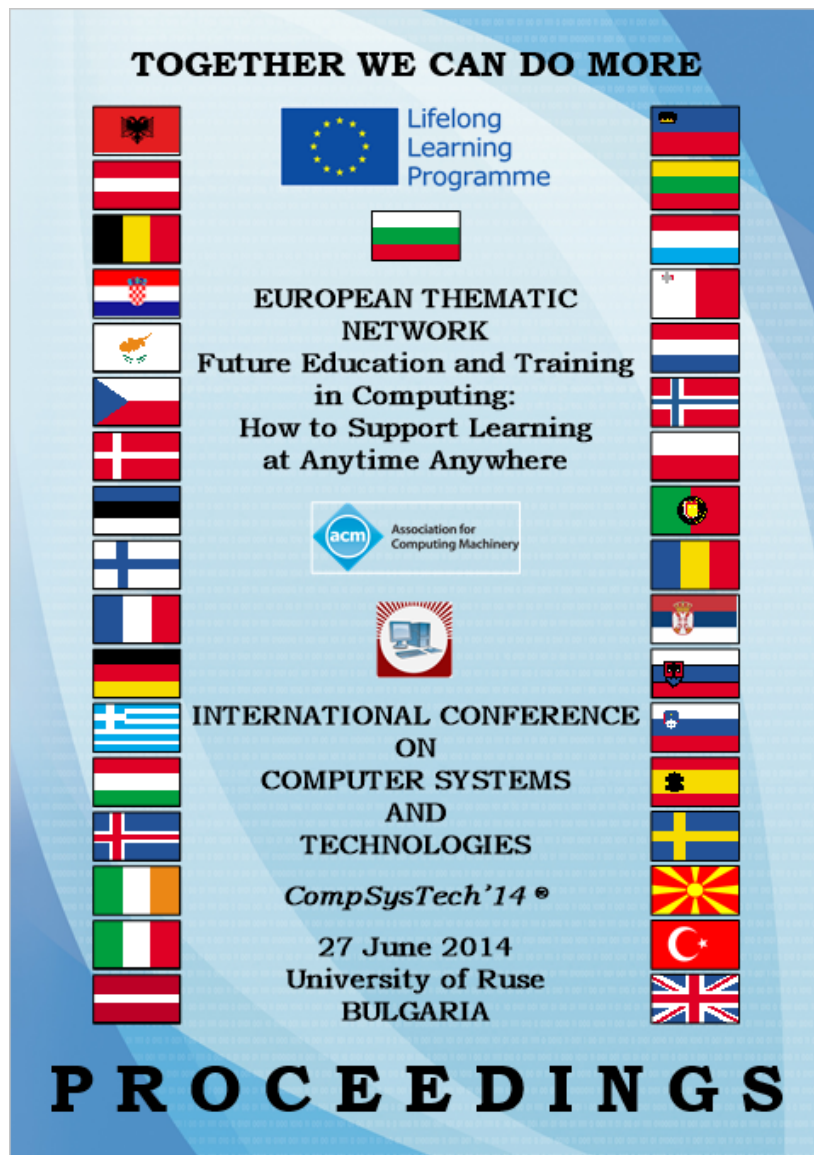 TOGETHER WE CAN DO MORE
Lifelong
Learning
Programme
EUROPEAN THEMATIC
NETWORK
Future Education and Training
in Computing:
How to Support Learning
at Anytime Anywhere
acm
Association for
Computing Machinery
INTERNATIONAL CONFERENCE
ON
COMPUTER SYSTEMS
AND
TECHNOLOGIES
CompSysTech'14 ®
27 June 2014
University of Ruse
BULGARIA
PROCEEDINGS